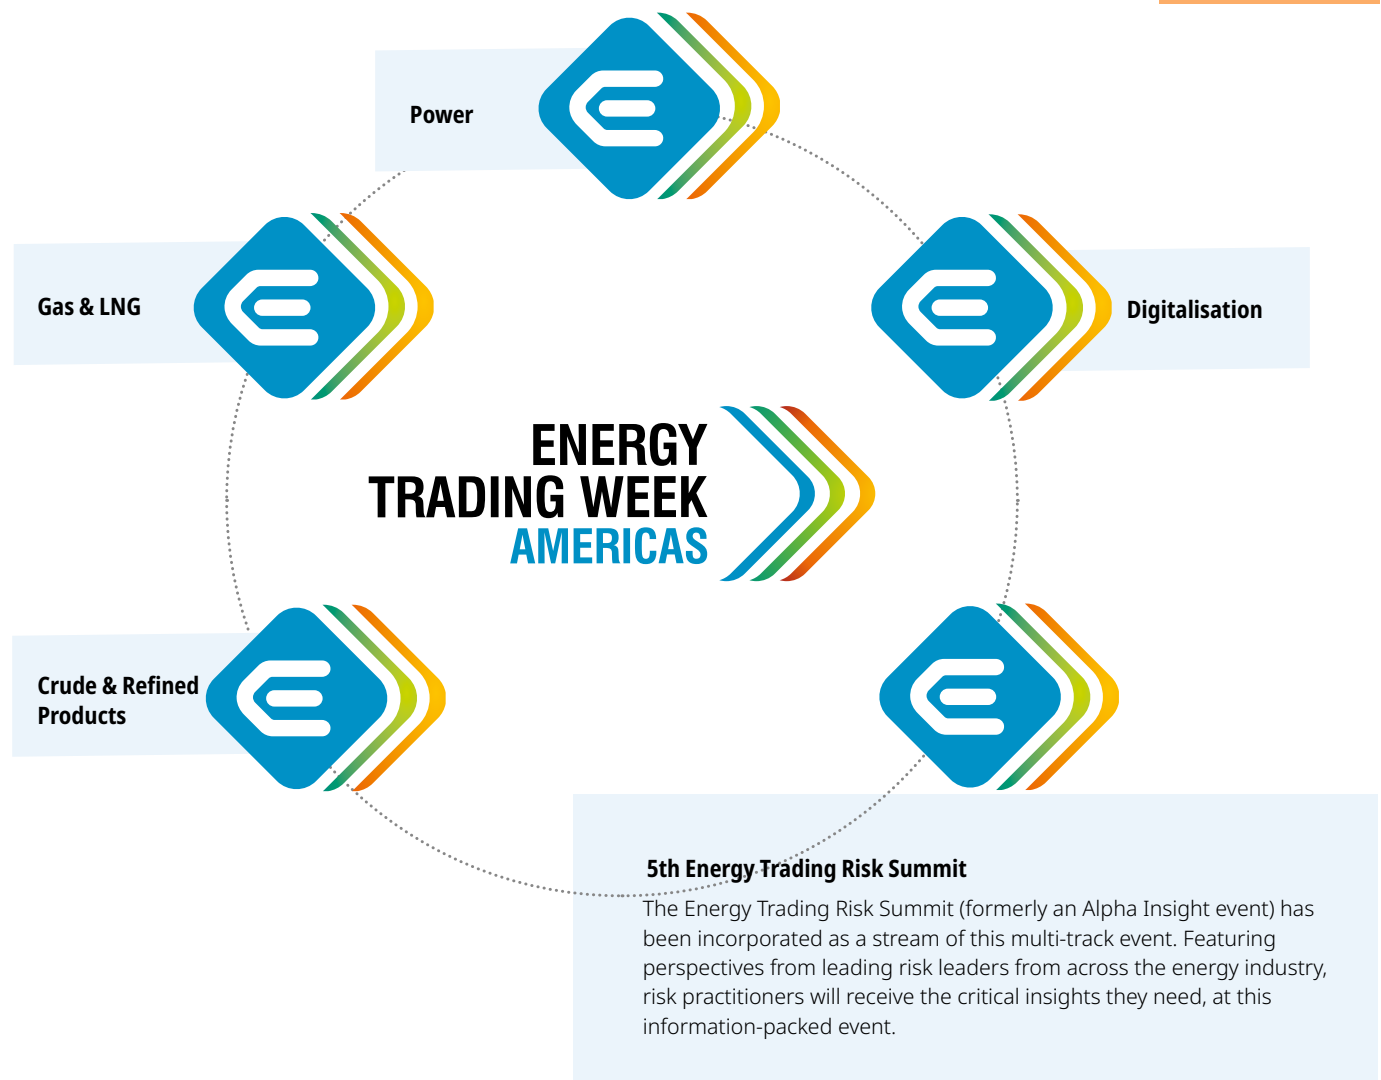 Power
Gas & LNG
Digitalisation
ENERGY
TRADING WEEK
AMERICAS
Crude & Refined
Products
5th Energy Trading Risk Summit
The Energy Trading Risk Summit (formerly an Alpha Insight event) has
been incorporated as a stream of this multi-track event. Featuring
perspectives from leading risk leaders from across the energy industry,
risk practitioners will receive the critical insights they need, at this
information-packed event.